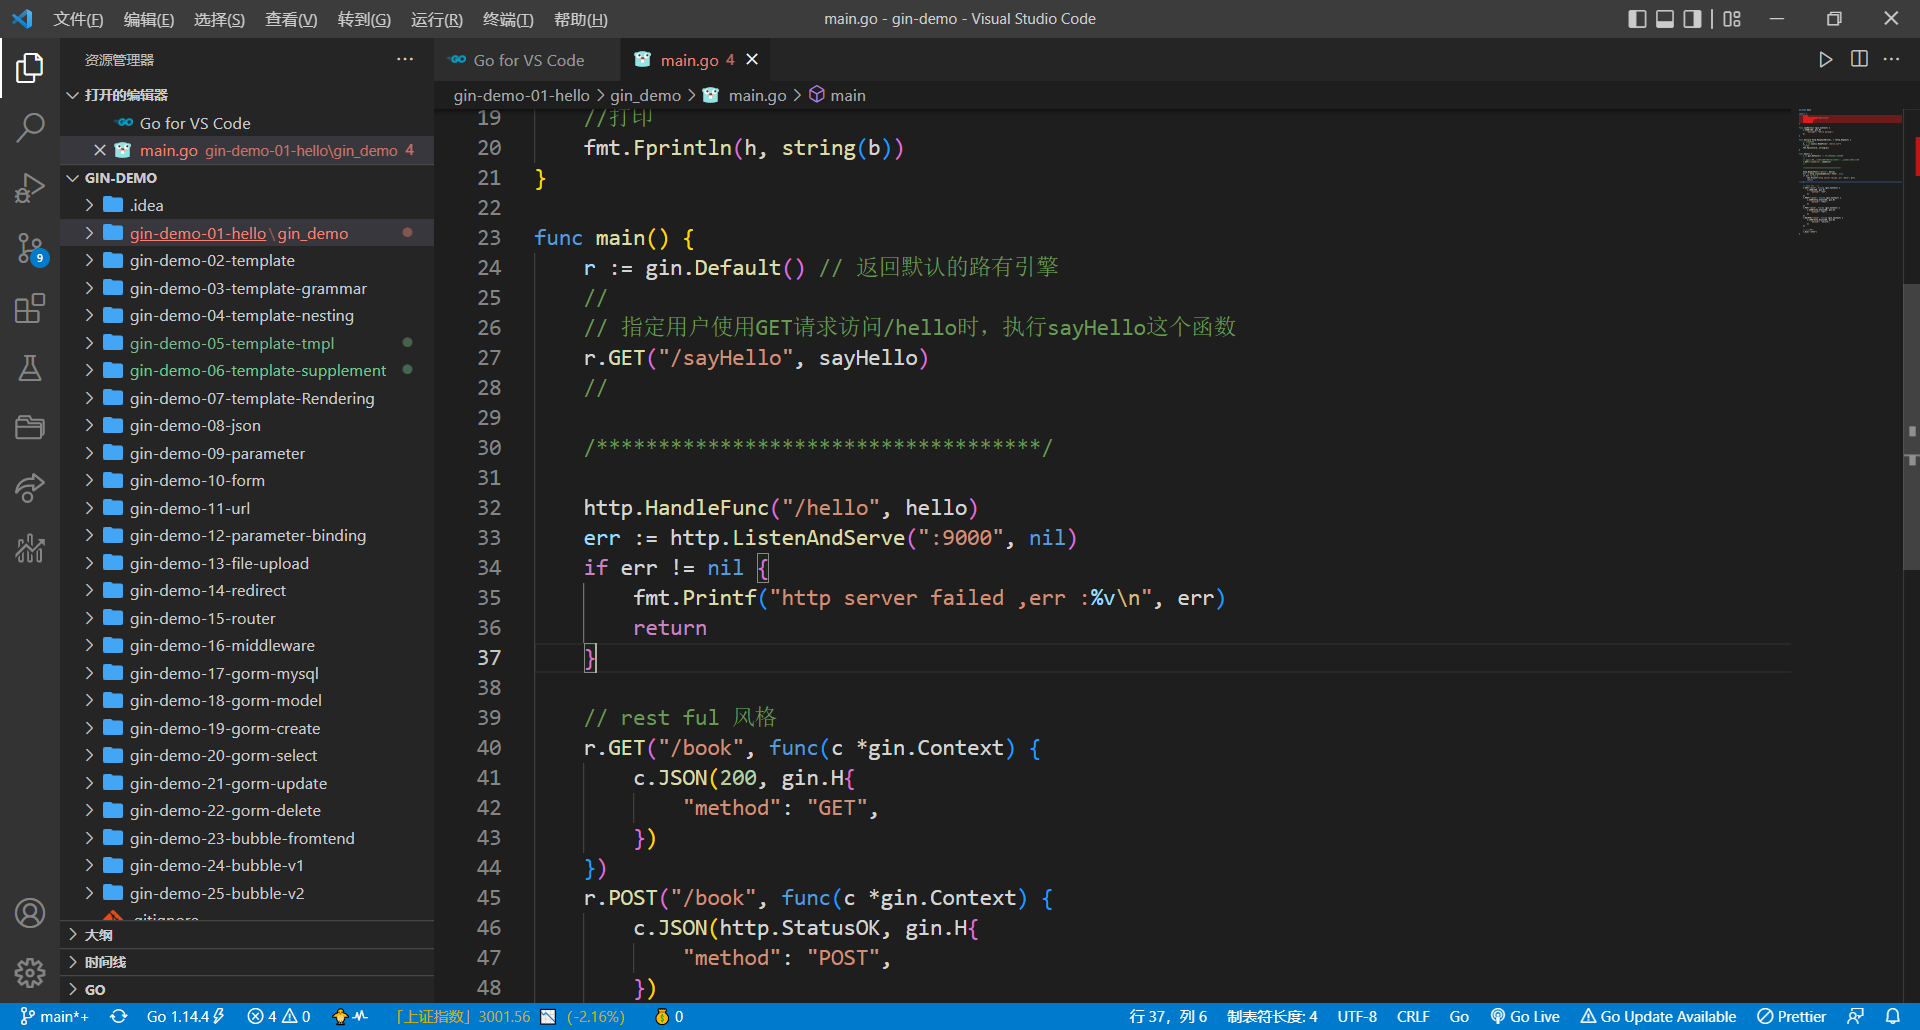 文件(F) 编辑(E) 选择(S) 查看(V) 转到(G) 运行(R) 终端(T) 帮助(H)
main.go - gin-demo - Visual Studio Code
资源管理器
打开的编辑器
Go for VS Code
main.go gin-demo-01-hello\gin_demo 4
GIN-DEMO
.idea
gin-demo-01-hello\gin_demo
gin-demo-02-template
gin-demo-03-template-grammar
gin-demo-04-template-nesting
gin-demo-05-template-tmpl
gin-demo-06-template-supplement
gin-demo-07-template-Rendering
gin-demo-08-json
gin-demo-09-parameter
gin-demo-10-form
gin-demo-11-url
gin-demo-12-parameter-binding
gin-demo-13-file-upload
gin-demo-14-redirect
gin-demo-15-router
gin-demo-16-middleware
gin-demo-17-gorm-mysql
gin-demo-18-gorm-model
gin-demo-19-gorm-create
gin-demo-20-gorm-select
gin-demo-21-gorm-update
gin-demo-22-gorm-delete
gin-demo-23-bubble-fromtend
gin-demo-24-bubble-v1
gin-demo-25-bubble-v2
.gitignore
大纲
时间线
GO
9
Go for VS Code
main.go 4
gin-demo-01-hello > gin_demo > main.go > main
19 //打印
20 fmt.Fprintln(h, string(b))
21 }
22
23 func main() {
24 r := gin.Default() // 返回默认的路有引擎
25 //
26 // 指定用户使用GET请求访问/hello时，执行sayHello这个函数
27 r.GET("/sayHello", sayHello)
28 //
29
30 /************************************/
31
32 http.HandleFunc("/hello", hello)
33 err := http.ListenAndServe(":9000", nil)
34 if err != nil {
35 fmt.Printf("http server failed ,err :%v\n", err)
36 return
37 }
38
39 // rest ful 风格
40 r.GET("/book", func(c *gin.Context) {
41 c.JSON(200, gin.H{
42 "method": "GET",
43 })
44 })
45 r.POST("/book", func(c *gin.Context) {
46 c.JSON(http.StatusOK, gin.H{
47 "method": "POST",
48 })
main*+ Go 1.14.4 4 0 「上证指数」3001.56 (-2.16%) 0 行 37，列 6 制表符长度: 4 UTF-8 CRLF Go Go Live Go Update Available Prettier